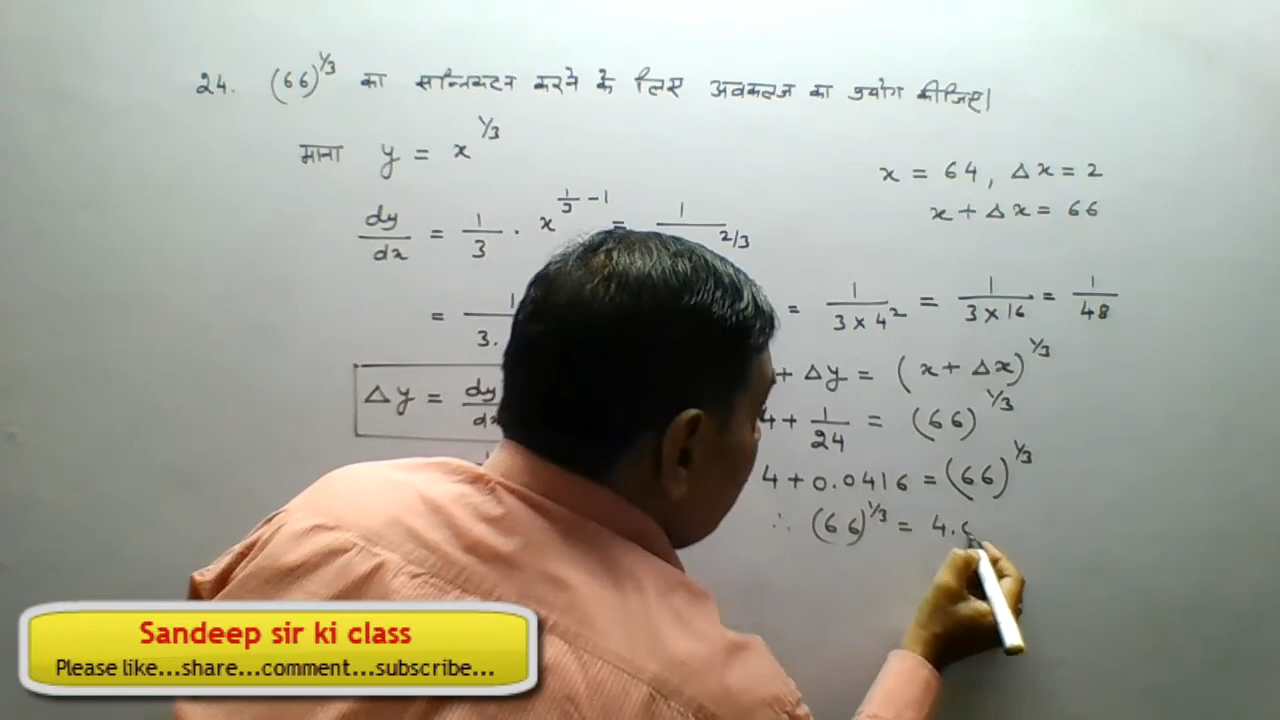 24. (66)^1/3 का सन्निकटन करने के लिए अवकलज का प्रयोग कीजिए।
माना y = x^1/3
x = 64, Δx = 2
x + Δx = 66
dy/dx = 1/3 · x^1/3 - 1 = 1/ 2/3
= 1/3. = 1/3×4^2 = 1/3×16 = 1/48
Δy = dy/dx
+ Δy = (x + Δx)^1/3
4 + 1/24 = (66)^1/3
4 + 0.0416 = (66)^1/3
∴ (66)^1/3 = 4.
Sandeep sir ki class
Please like...share...comment...subscribe...